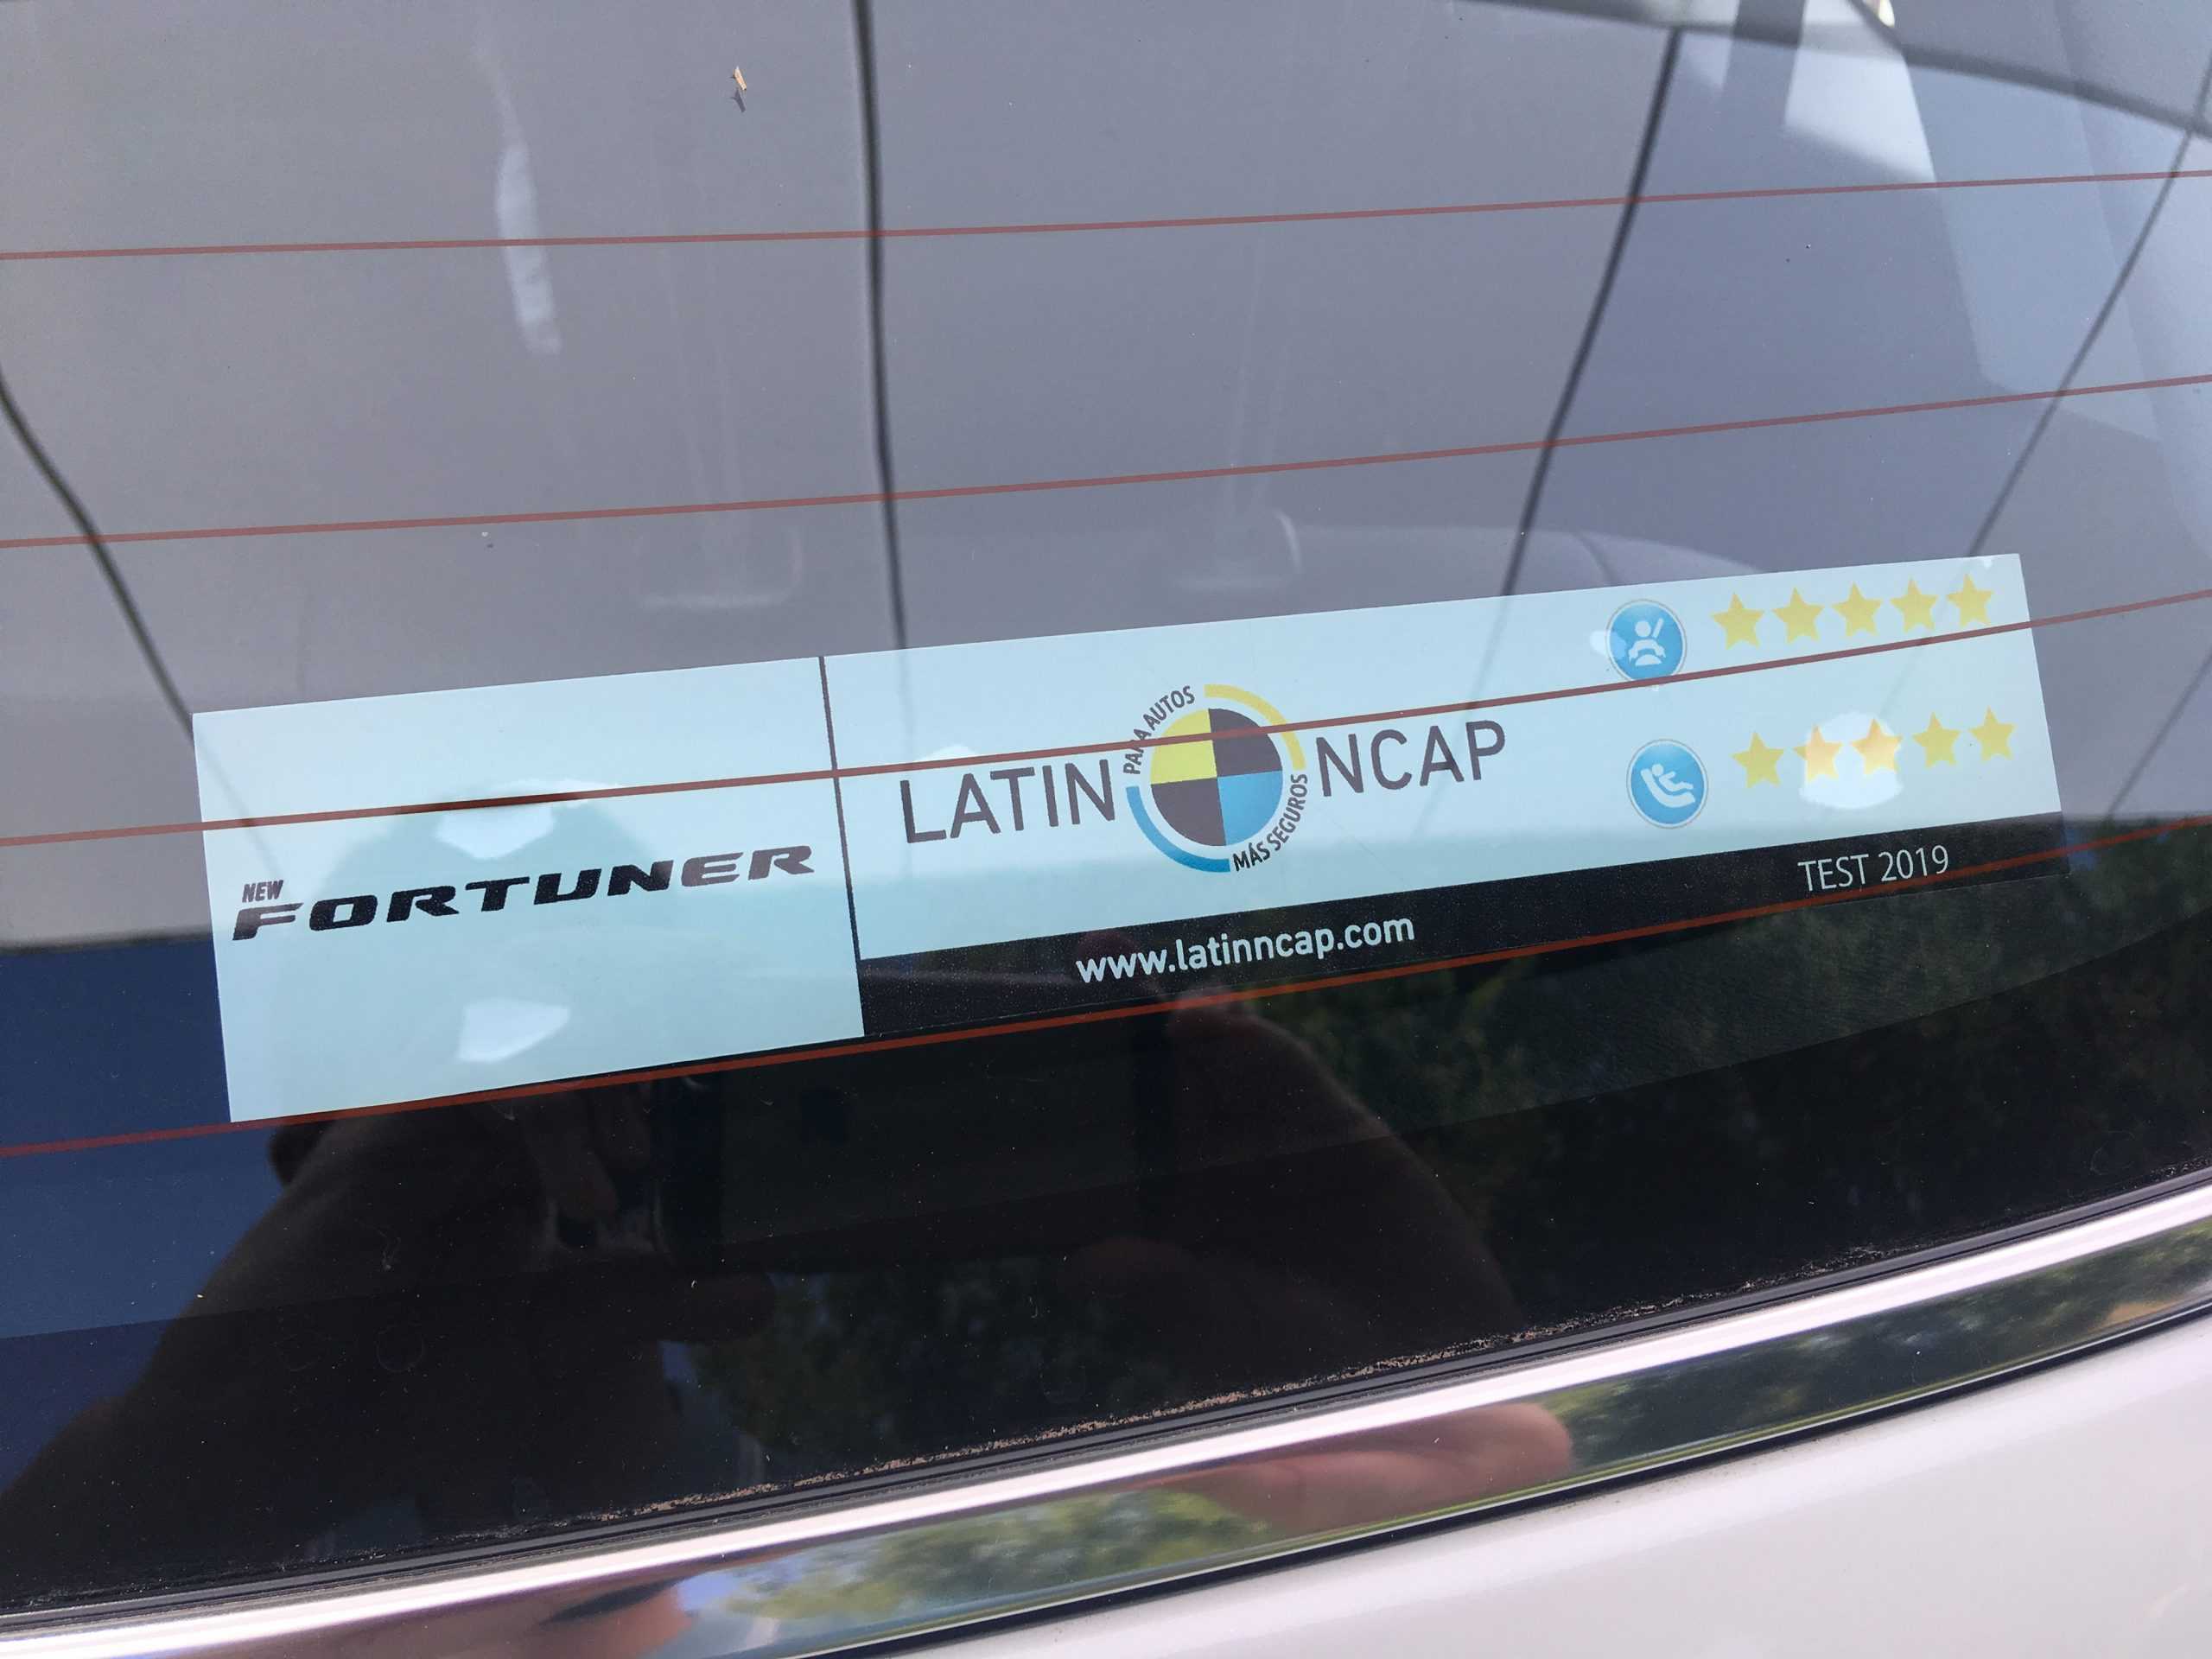 NEW
FORTUNER
LATIN NCAP
PARA AUTOS
MÁS SEGUROS
www.latinncap.com
TEST 2019